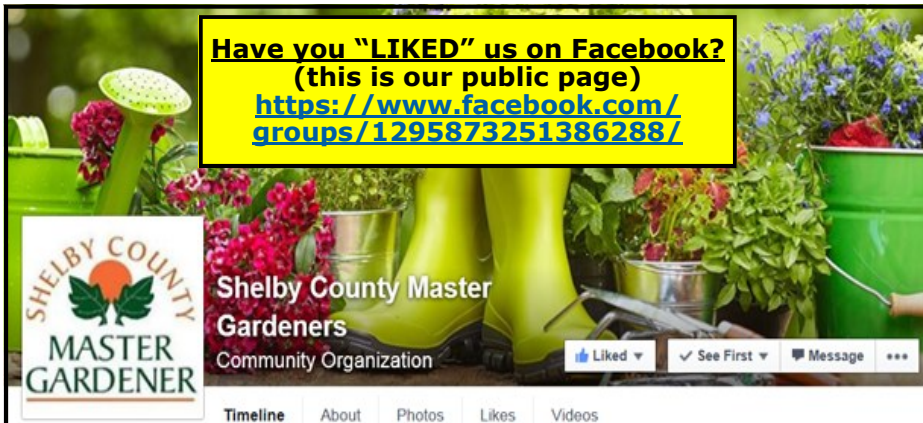 Have you “LIKED” us on Facebook?
(this is our public page)
https://www.facebook.com/
groups/1295873251386288/
SHELBY COUNTY
MASTER
GARDENER
Shelby County Master
Gardeners
Community Organization
Liked
See First
Message
Timeline About Photos Likes Videos